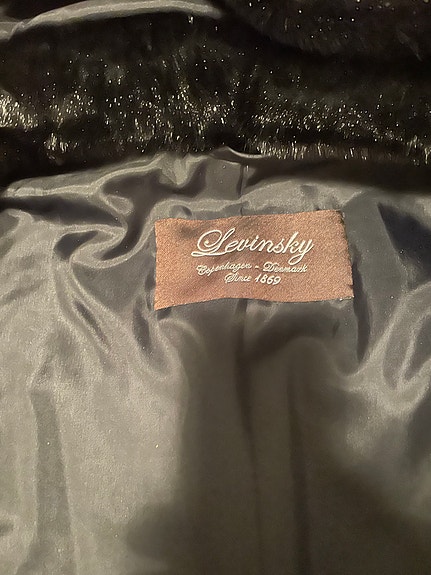 Levinsky
Copenhagen - Denmark
Since 1869